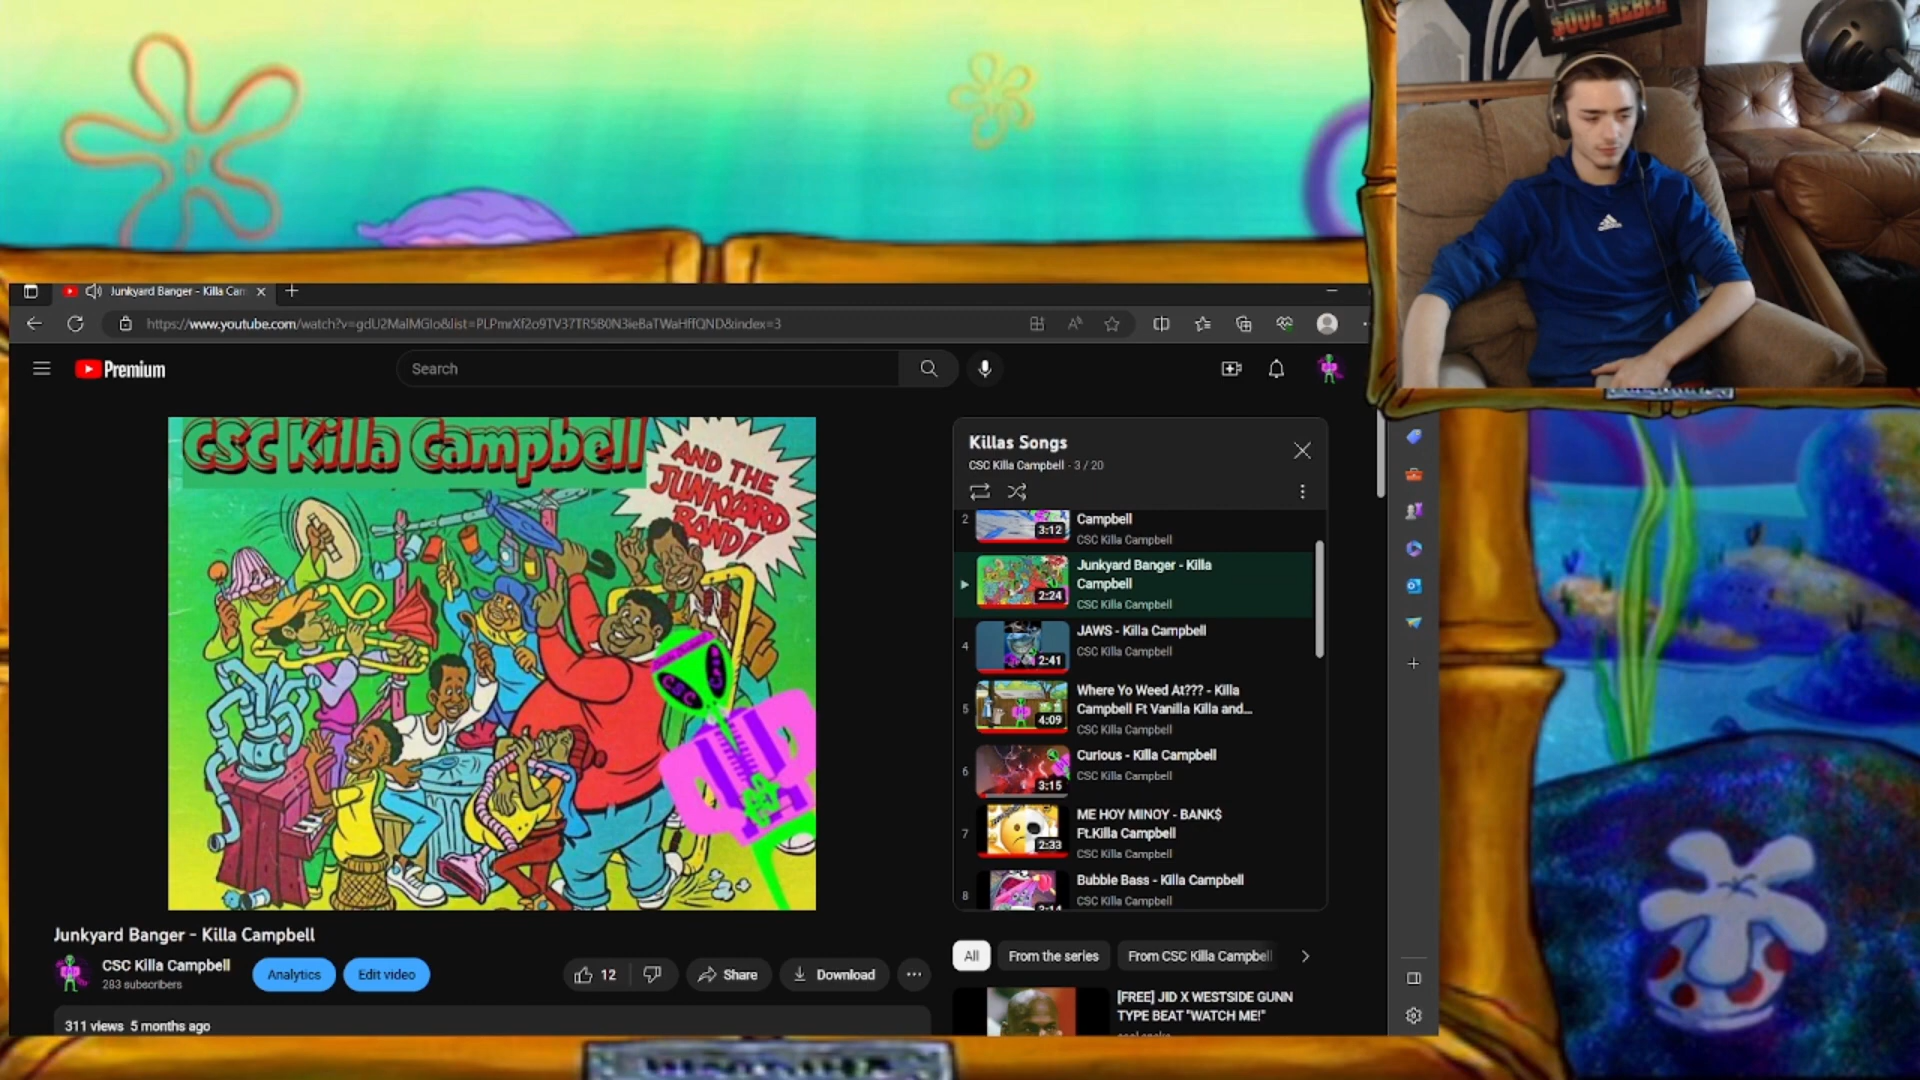 $OUL REBEL
Junkyard Banger - Killa Cam
https://www.youtube.com/watch?v=gdU2MalMGIo&list=PLPmrXf2o9TV37TR5B0N3ieBaTWaHffQND&index=3
Premium
Search
CSC Killa Campbell
AND THE
JUNKYARD
BAND!
CSC
Killas Songs
CSC Killa Campbell - 3 / 20
2
3:12
Campbell
CSC Killa Campbell
2:24
Junkyard Banger - Killa
Campbell
CSC Killa Campbell
4
2:41
JAWS - Killa Campbell
CSC Killa Campbell
5
4:09
Where Yo Weed At??? - Killa
Campbell Ft Vanilla Killa and...
CSC Killa Campbell
6
3:15
Curious - Killa Campbell
CSC Killa Campbell
7
2:33
ME HOY MINOY - BANK$
Ft.Killa Campbell
CSC Killa Campbell
8
2:14
Bubble Bass - Killa Campbell
CSC Killa Campbell
Junkyard Banger - Killa Campbell
CSC Killa Campbell
283 subscribers
Analytics
Edit video
12
Share
Download
311 views 5 months ago
All
From the series
From CSC Killa Campbell
[FREE] JID X WESTSIDE GUNN
TYPE BEAT "WATCH ME!"